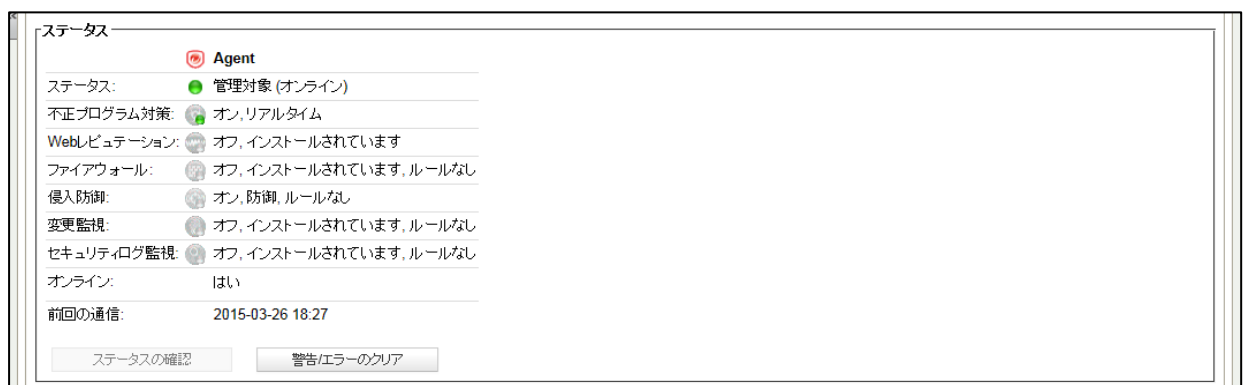 ステータス
Agent
ステータス: 管理対象 (オンライン)
不正プログラム対策: オン, リアルタイム
Webレピュテーション: オフ, インストールされています
ファイアウォール: オフ, インストールされています, ルールなし
侵入防御: オン, 防御, ルールなし
変更監視: オフ, インストールされています, ルールなし
セキュリティログ監視: オフ, インストールされています, ルールなし
オンライン: はい
前回の通信: 2015-03-26 18:27
ステータスの確認 警告/エラーのクリア